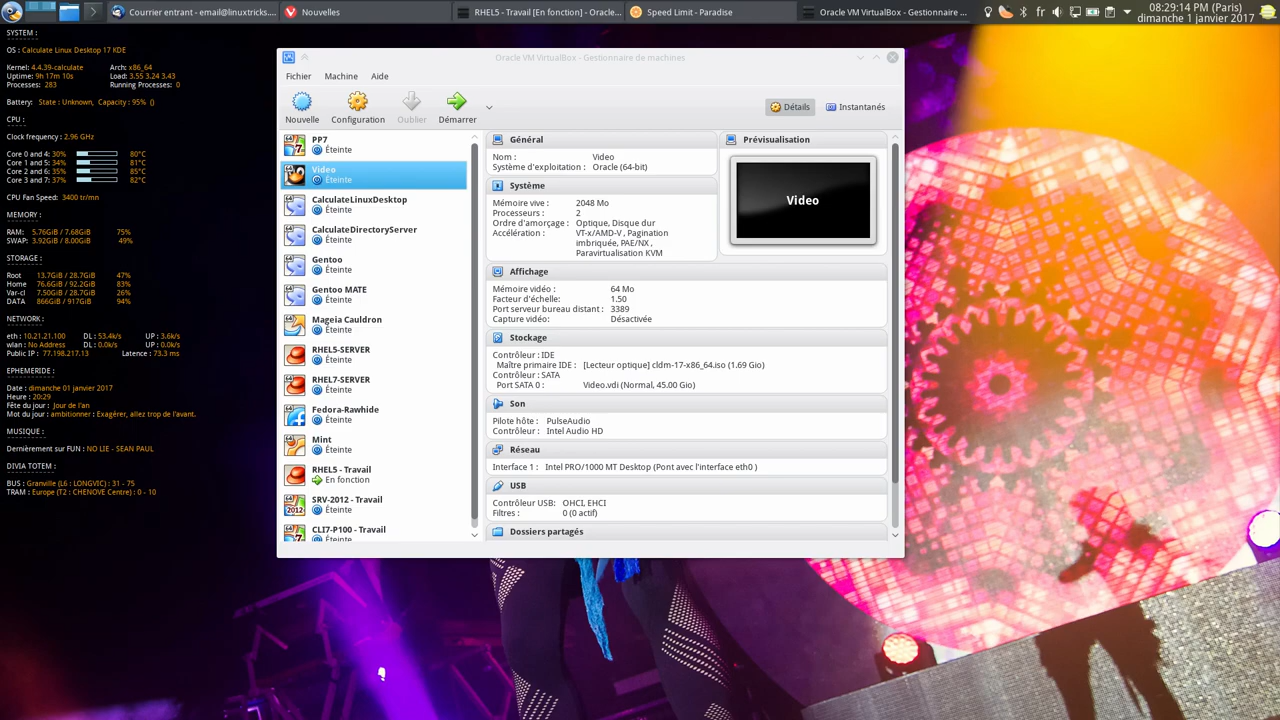 Courrier entrant - email@linuxtricks....
Nouvelles
RHEL5 - Travail [En fonction] - Oracle...
Speed Limit - Paradise
Oracle VM VirtualBox - Gestionnaire ...
fr
08:29:14 PM (Paris)
dimanche 1 janvier 2017
SYSTEM :
OS : Calculate Linux Desktop 17 KDE
Kernel: 4.4.39-calculate Arch: x86_64
Uptime: 9h 17m 10s Load: 3.55 3.24 3.43
Processes: 283 Running Processes: 0
Battery: State : Unknown, Capacity : 95% ()
CPU :
Clock frequency : 2.96 GHz
Core 0 and 4: 30% 80°C
Core 1 and 5: 34% 81°C
Core 2 and 6: 35% 85°C
Core 3 and 7: 37% 82°C
CPU Fan Speed: 3400 tr/mn
MEMORY :
RAM: 5.76GiB / 7.68GiB 75%
SWAP: 3.92GiB / 8.00GiB 49%
STORAGE :
Root 13.7GiB / 28.7GiB 47%
Home 76.6GiB / 92.2GiB 83%
Var-cl 7.50GiB / 28.7GiB 26%
DATA 866GiB / 917GiB 94%
NETWORK :
eth : 10.21.21.100 DL : 53.4k/s UP : 3.6k/s
wlan : No Address DL : 0.0k/s UP : 0.0k/s
Public IP : 77.198.217.13 Latence : 73.3 ms
EPHEMERIDE :
Date : dimanche 01 janvier 2017
Heure : 20:29
Fête du jour : Jour de l'an
Mot du jour : ambitionner : Exagérer, allez trop de l'avant.
MUSIQUE :
Dernièrement sur FUN : NO LIE - SEAN PAUL
DIVIA TOTEM :
BUS : Granville (L6 : LONGVIC) : 31 - 75
TRAM : Europe (T2 : CHENOVE Centre) : 0 - 10
Oracle VM VirtualBox - Gestionnaire de machines
Fichier Machine Aide
Nouvelle Configuration Oublier Démarrer
Détails Instantanés
PP7
Éteinte
Video
Éteinte
CalculateLinuxDesktop
Éteinte
CalculateDirectoryServer
Éteinte
Gentoo
Éteinte
Gentoo MATE
Éteinte
Mageia Cauldron
Éteinte
RHEL5-SERVER
Éteinte
RHEL7-SERVER
Éteinte
Fedora-Rawhide
Éteinte
Mint
Éteinte
RHEL5 - Travail
En fonction
SRV-2012 - Travail
Éteinte
CLI7-P100 - Travail
Éteinte
Général
Nom : Video
Système d'exploitation : Oracle (64-bit)
Système
Mémoire vive : 2048 Mo
Processeurs : 2
Ordre d'amorçage : Optique, Disque dur
Accélération : VT-x/AMD-V , Pagination
imbriquée, PAE/NX ,
Paravirtualisation KVM
Prévisualisation
Video
Affichage
Mémoire vidéo : 64 Mo
Facteur d'échelle : 1.50
Port serveur bureau distant : 3389
Capture vidéo : Désactivée
Stockage
Contrôleur : IDE
Maître primaire IDE : [Lecteur optique] cldm-17-x86_64.iso (1.69 Gio)
Contrôleur : SATA
Port SATA 0 : Video.vdi (Normal, 45.00 Gio)
Son
Pilote hôte : PulseAudio
Contrôleur : Intel Audio HD
Réseau
Interface 1 : Intel PRO/1000 MT Desktop (Pont avec l'interface eth0 )
USB
Contrôleur USB: OHCI, EHCI
Filtres : 0 (0 actif)
Dossiers partagés